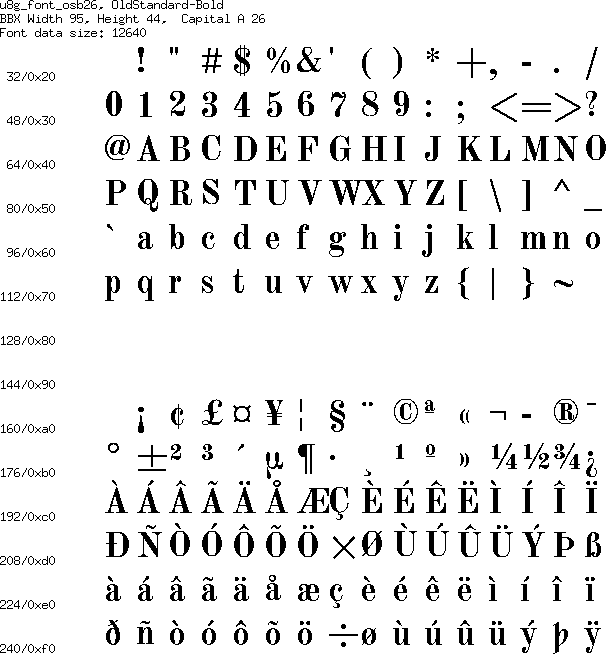 u8g_font_osb26, OldStandard-Bold
BBX Width 95, Height 44,  Capital A 26
Font data size: 12640
32/0x20 ! " # $ % & ' ( ) * + , - . /
48/0x30 0 1 2 3 4 5 6 7 8 9 : ; < = > ?
64/0x40 @ A B C D E F G H I J K L M N O
80/0x50 P Q R S T U V W X Y Z [ \ ] ^ _
96/0x60 ` a b c d e f g h i j k l m n o
112/0x70 p q r s t u v w x y z { | } ~
128/0x80
144/0x90
160/0xa0 ¡ ¢ £ ¤ ¥ ¦ § ¨ © ª « ¬ - ® ¯
176/0xb0 ° ± ² ³ ´ µ ¶ · ¸ ¹ º » ¼ ½ ¾ ¿
192/0xc0 À Á Â Ã Ä Å Æ Ç È É Ê Ë Ì Í Î Ï
208/0xd0 Ð Ñ Ò Ó Ô Õ Ö × Ø Ù Ú Û Ü Ý Þ ß
224/0xe0 à á â ã ä å æ ç è é ê ë ì í î ï
240/0xf0 ð ñ ò ó ô õ ö ÷ ø ù ú û ü ý þ ÿ